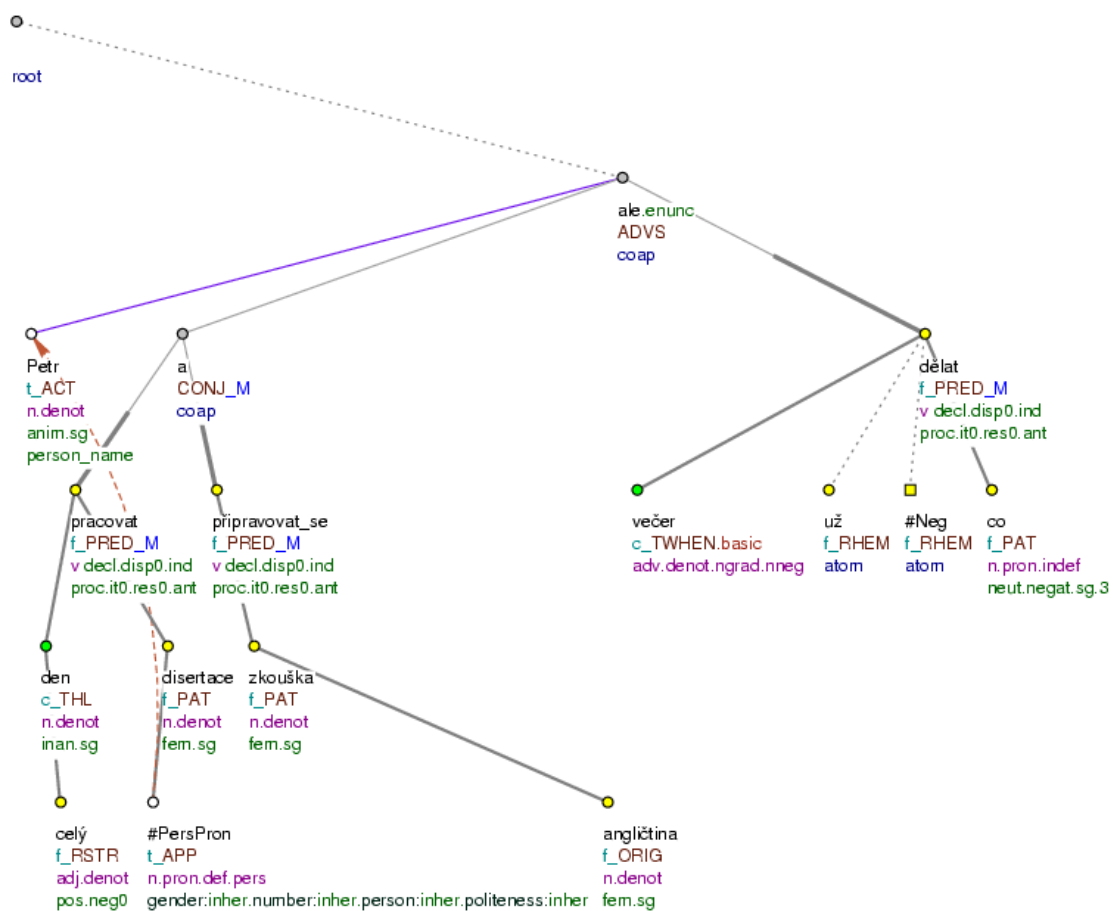 root
ale.enunc
ADVS
coap
Petr
t_ACT
n.denot
anim.sg
person_name
a
CONJ_M
coap
dělat
f_PRED_M
v decl.disp0.ind
proc.it0.res0.ant
pracovat
f_PRED_M
v decl.disp0.ind
proc.it0.res0.ant
připravovat_se
f_PRED_M
v decl.disp0.ind
proc.it0.res0.ant
večer
c_TWHEN.basic
adv.denot.ngrad.nneg
už
f_RHEM
atom
#Neg
f_RHEM
atom
co
f_PAT
n.pron.indef
neut.negat.sg.3
den
c_THL
n.denot
inan.sg
disertace
f_PAT
n.denot
fem.sg
zkouška
f_PAT
n.denot
fem.sg
celý
f_RSTR
adj.denot
pos.neg0
#PersPron
t_APP
n.pron.def.pers
gender:inher.number:inher.person:inher.politeness:inher
angličtina
f_ORIG
n.denot
fem.sg